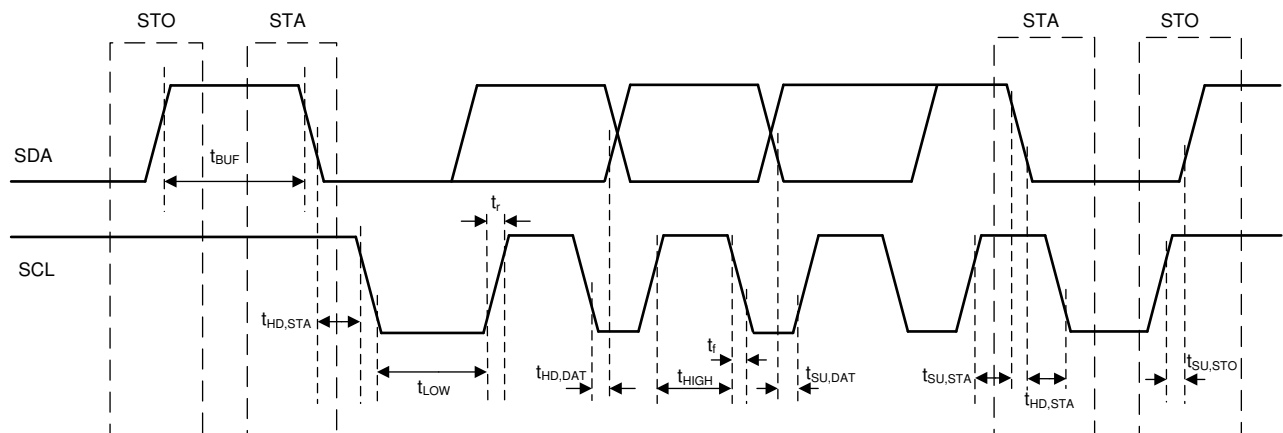 STO
STA
STA
STO
SDA
tBUF
tr
SCL
tHD,STA
tLOW
tHD,DAT
tHIGH
tf
tSU,DAT
tSU,STA
tHD,STA
tSU,STO